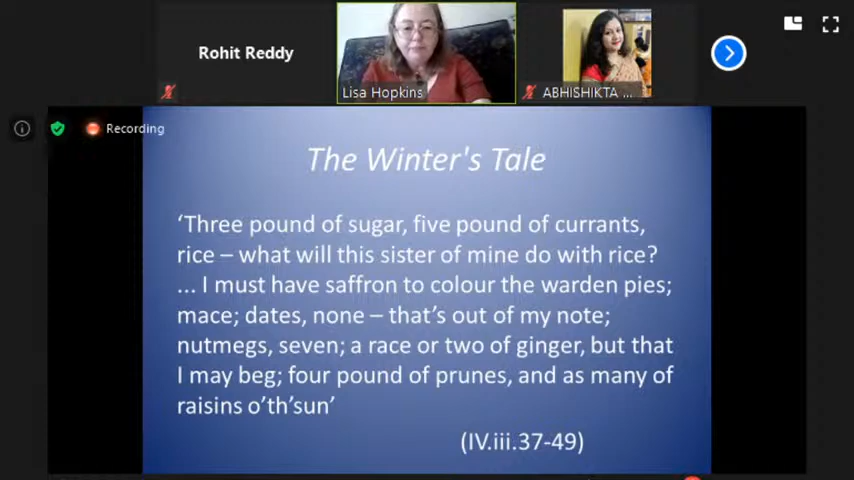 Rohit Reddy
Lisa Hopkins
ABHISHIKTA ...
Recording
The Winter's Tale
‘Three pound of sugar, five pound of currants,
rice – what will this sister of mine do with rice?
... I must have saffron to colour the warden pies;
mace; dates, none – that’s out of my note;
nutmegs, seven; a race or two of ginger, but that
I may beg; four pound of prunes, and as many of
raisins o’th’sun’
(IV.iii.37-49)